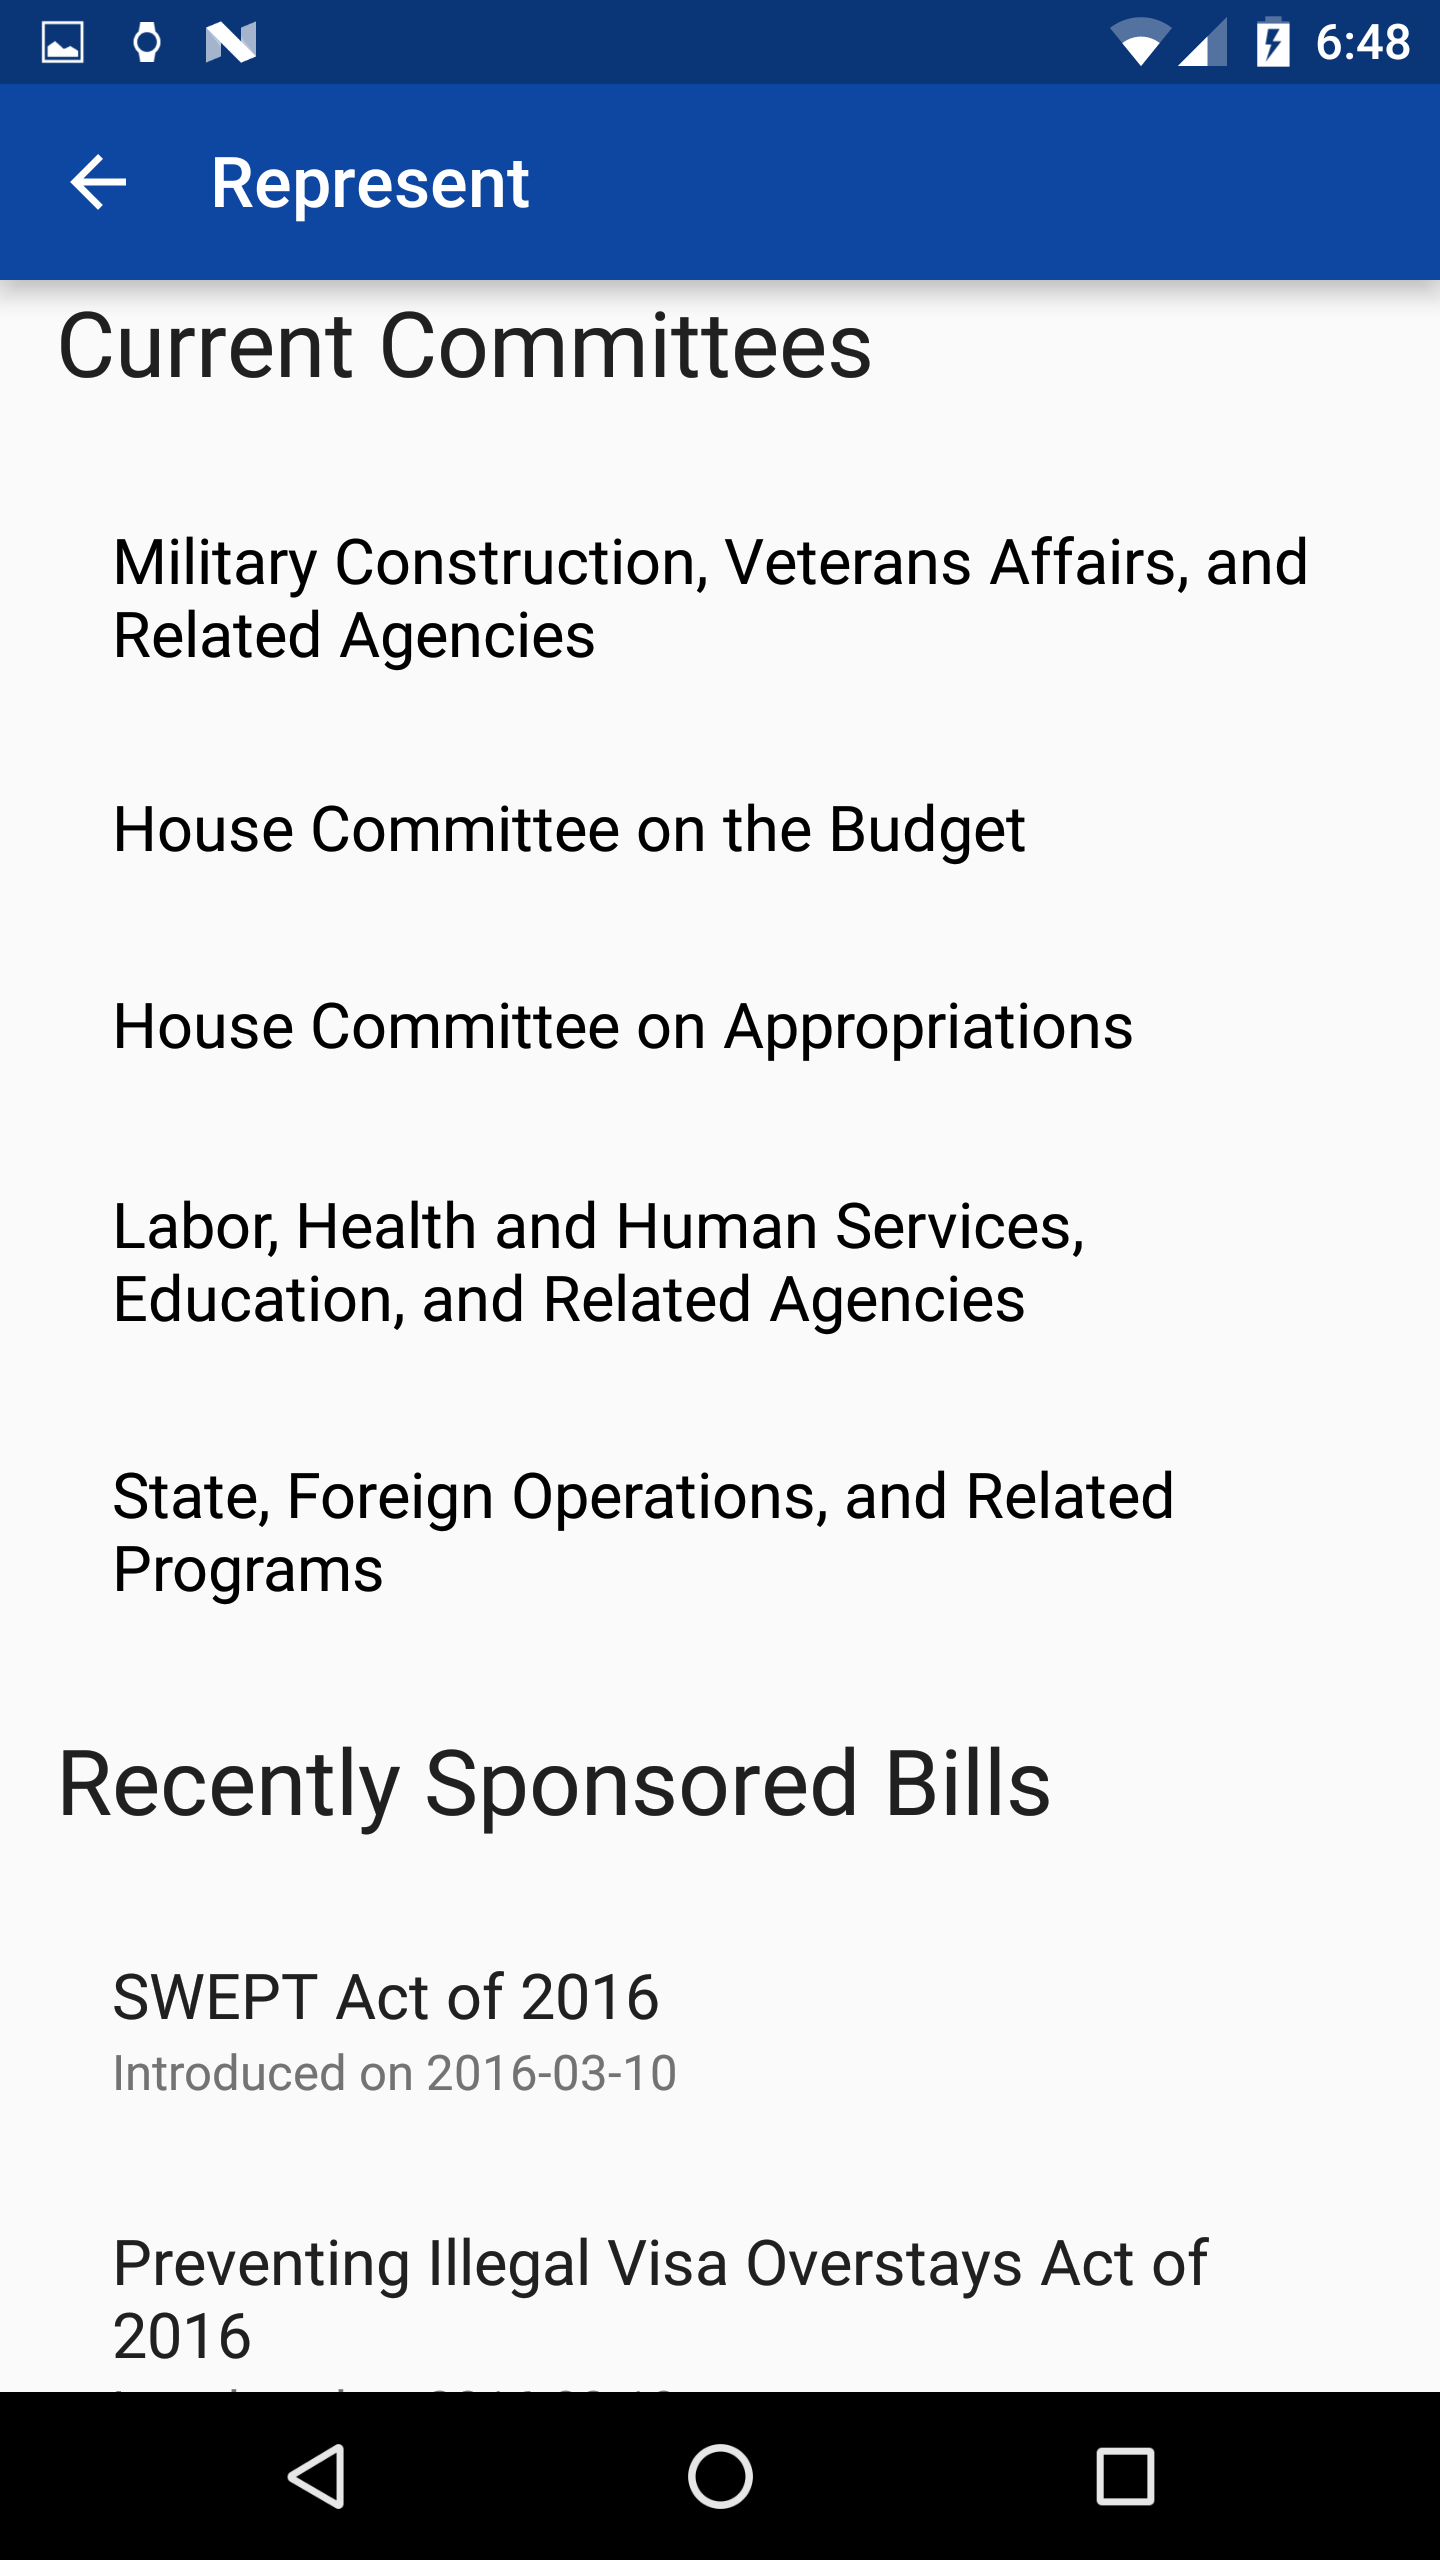 6:48
Represent
Current Committees
Military Construction, Veterans Affairs, and
Related Agencies
House Committee on the Budget
House Committee on Appropriations
Labor, Health and Human Services,
Education, and Related Agencies
State, Foreign Operations, and Related
Programs
Recently Sponsored Bills
SWEPT Act of 2016
Introduced on 2016-03-10
Preventing Illegal Visa Overstays Act of
2016